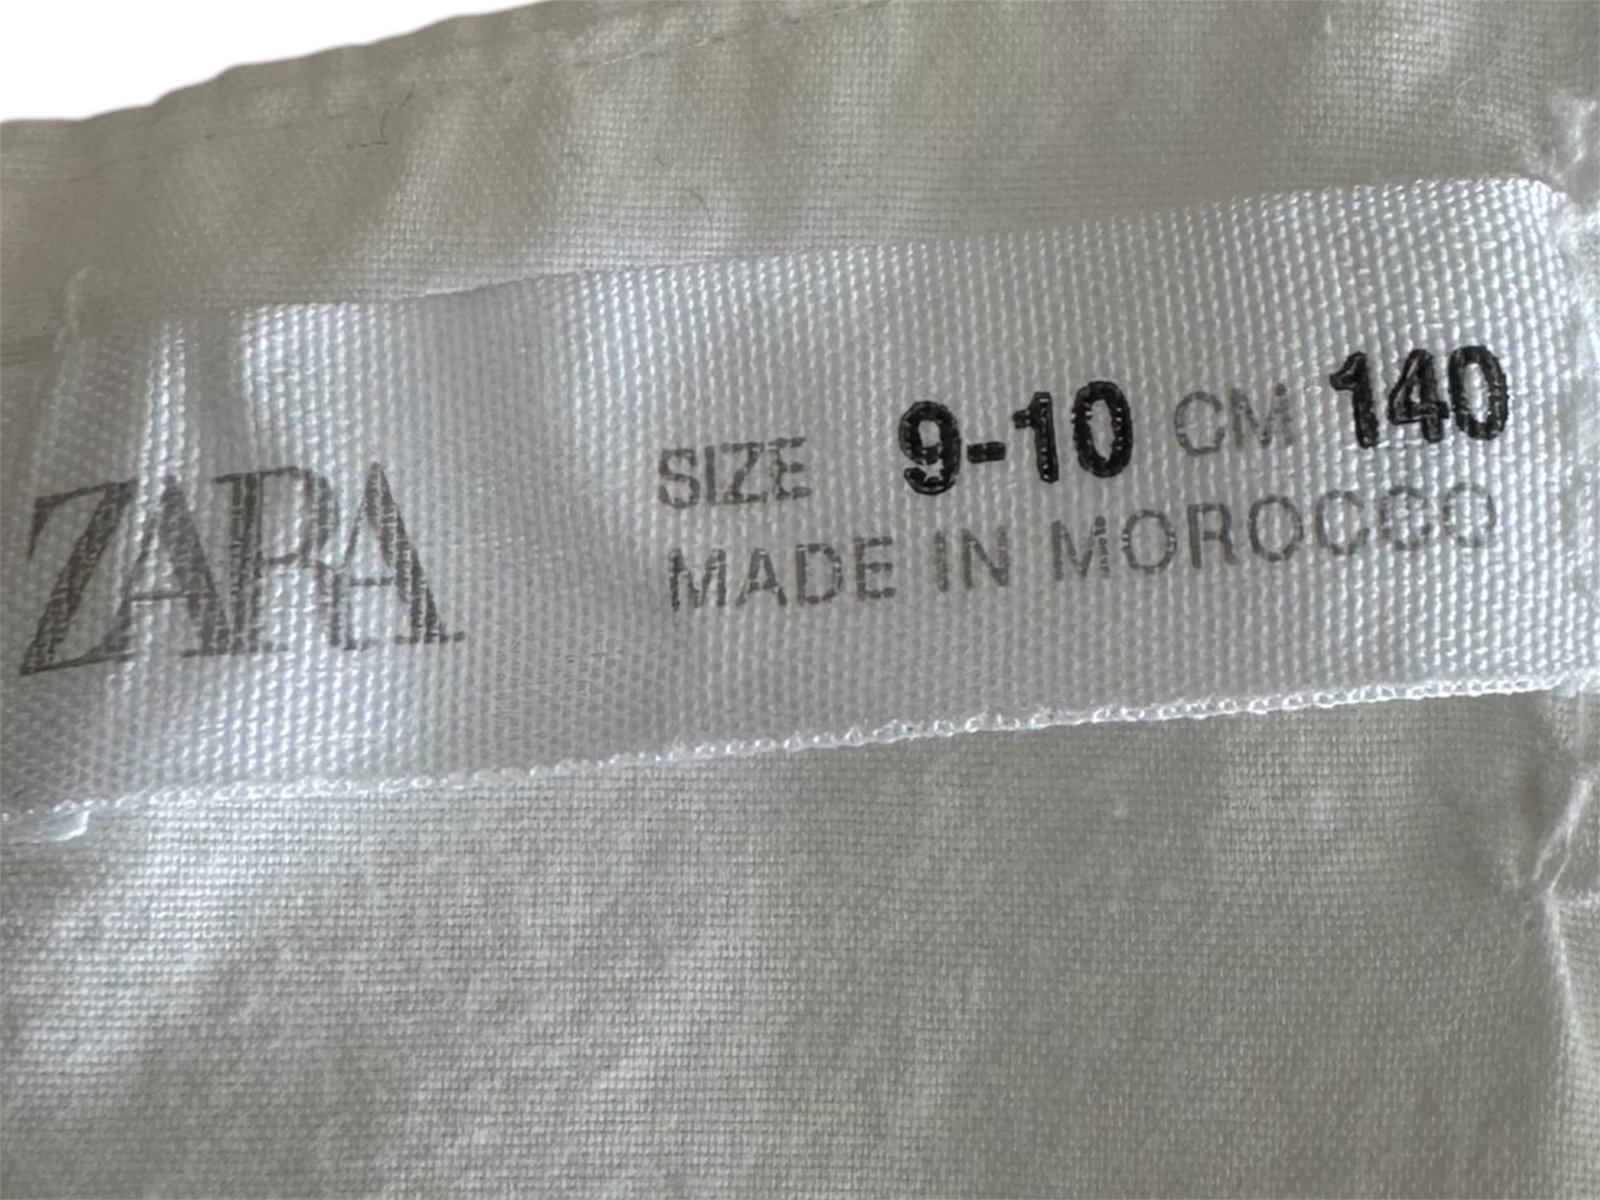 ZARA
SIZE 9-10 CM 140
MADE IN MOROCCO